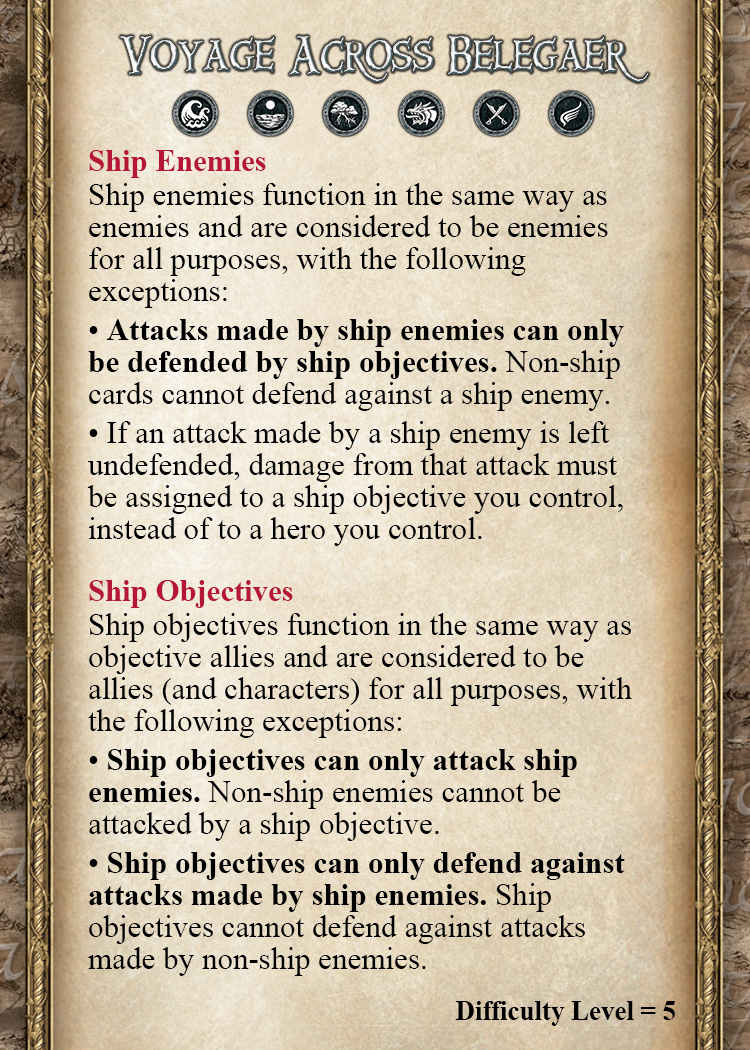 Voyage Across Belegaer
Ship Enemies
Ship enemies function in the same way as
enemies and are considered to be enemies
for all purposes, with the following
exceptions:
• Attacks made by ship enemies can only
be defended by ship objectives. Non-ship
cards cannot defend against a ship enemy.
• If an attack made by a ship enemy is left
undefended, damage from that attack must
be assigned to a ship objective you control,
instead of to a hero you control.
Ship Objectives
Ship objectives function in the same way as
objective allies and are considered to be
allies (and characters) for all purposes, with
the following exceptions:
• Ship objectives can only attack ship
enemies. Non-ship enemies cannot be
attacked by a ship objective.
• Ship objectives can only defend against
attacks made by ship enemies. Ship
objectives cannot defend against attacks
made by non-ship enemies.
Difficulty Level = 5